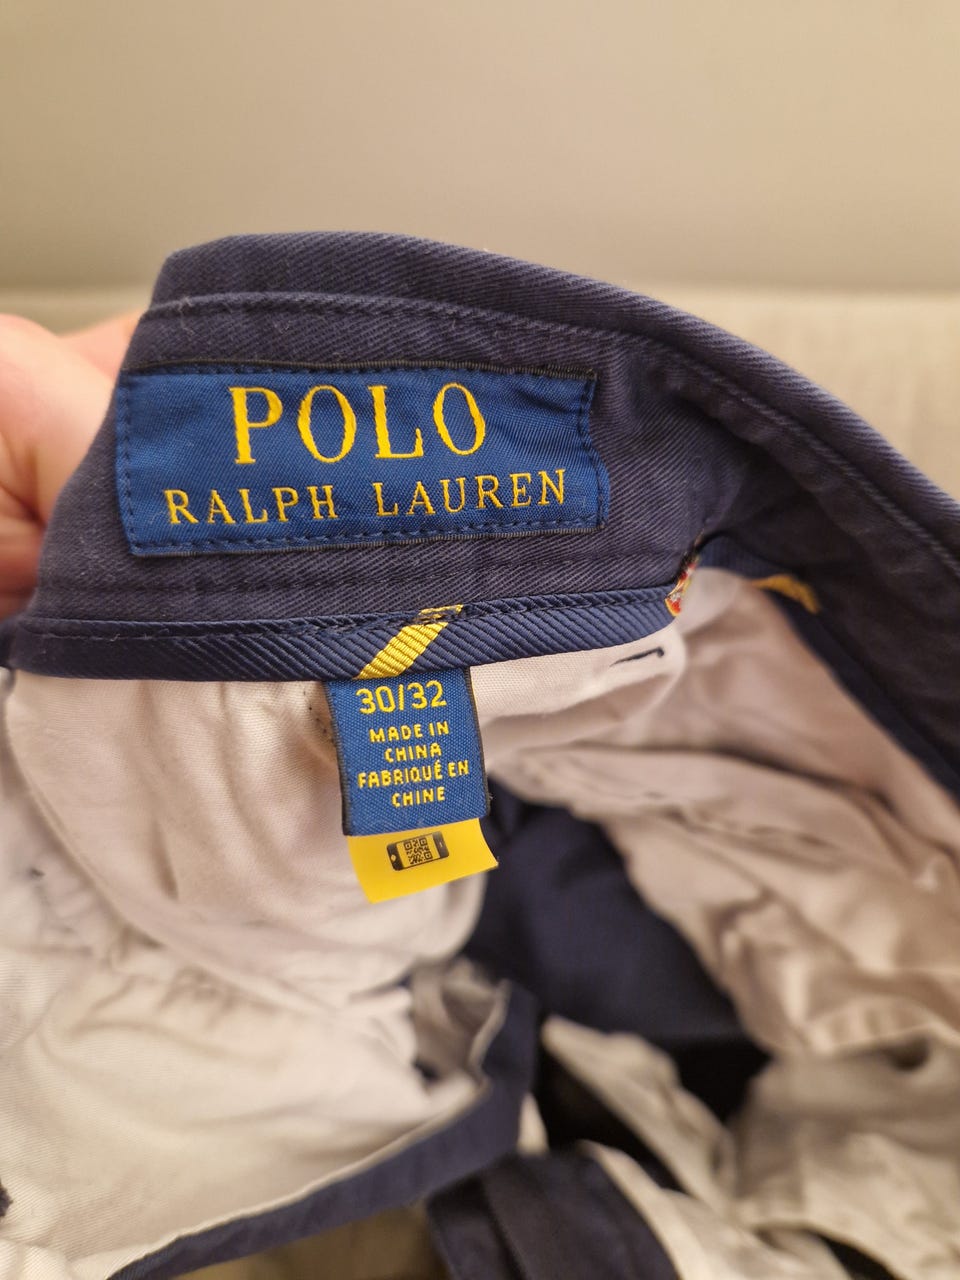 POLO
RALPH LAUREN
30/32
MADE IN
CHINA
FABRIQUÉ EN
CHINE